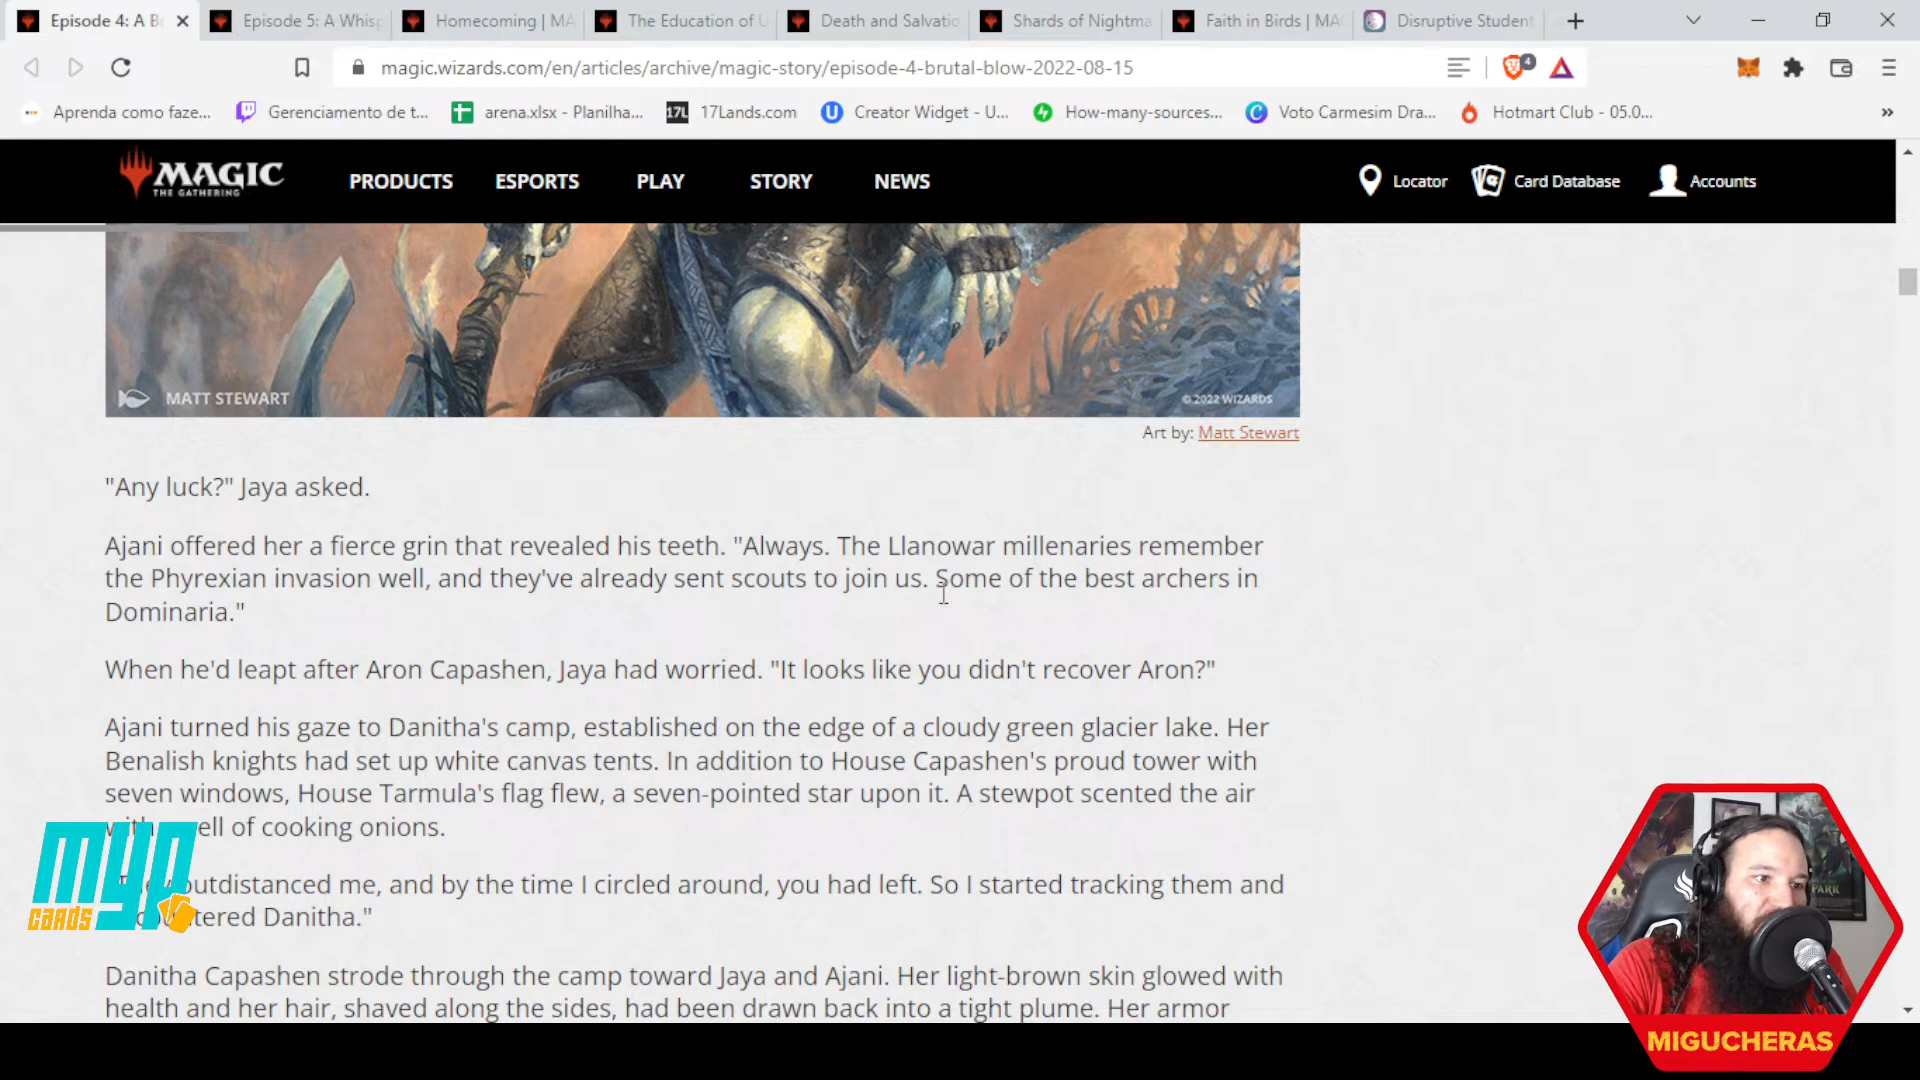 Episode 4: A B
Episode 5: A Whisp
Homecoming | MA
The Education of U
Death and Salvatio
Shards of Nightma
Faith in Birds | MAG
Disruptive Student
magic.wizards.com/en/articles/archive/magic-story/episode-4-brutal-blow-2022-08-15
4
Aprenda como faze...
Gerenciamento de t...
arena.xlsx - Planilha...
17L 17Lands.com
Creator Widget - U...
How-many-sources...
Voto Carmesim Dra...
Hotmart Club - 05.0...
MAGIC
THE GATHERING
PRODUCTS
ESPORTS
PLAY
STORY
NEWS
Locator
Card Database
Accounts
MATT STEWART
© 2022 WIZARDS
Art by: Matt Stewart
"Any luck?" Jaya asked.
Ajani offered her a fierce grin that revealed his teeth. "Always. The Llanowar millenaries remember
the Phyrexian invasion well, and they've already sent scouts to join us. Some of the best archers in
Dominaria."
When he'd leapt after Aron Capashen, Jaya had worried. "It looks like you didn't recover Aron?"
Ajani turned his gaze to Danitha's camp, established on the edge of a cloudy green glacier lake. Her
Benalish knights had set up white canvas tents. In addition to House Capashen's proud tower with
seven windows, House Tarmula's flag flew, a seven-pointed star upon it. A stewpot scented the air
with ell of cooking onions.
outdistanced me, and by the time I circled around, you had left. So I started tracking them and
tered Danitha."
Danitha Capashen strode through the camp toward Jaya and Ajani. Her light-brown skin glowed with
health and her hair, shaved along the sides, had been drawn back into a tight plume. Her armor
myp
CARDS
PARK
MIGUCHERAS